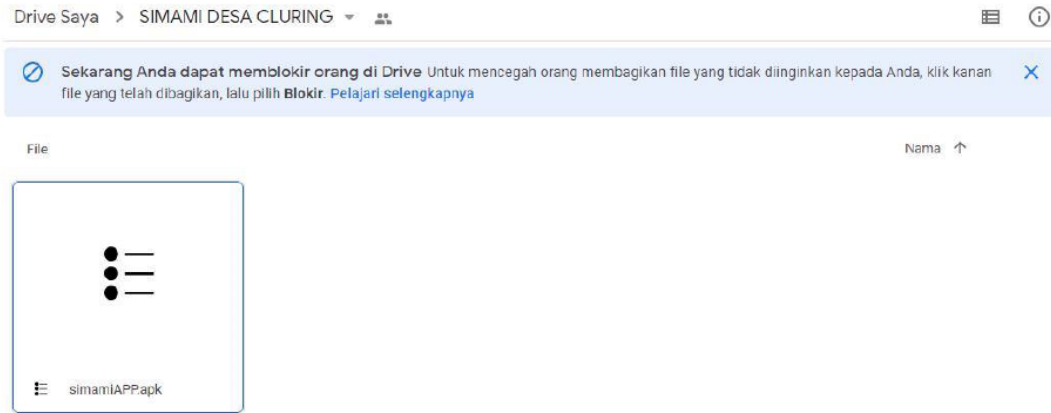 Drive Saya > SIMAMI DESA CLURING
Sekarang Anda dapat memblokir orang di Drive Untuk mencegah orang membagikan file yang tidak diinginkan kepada Anda, klik kanan
file yang telah dibagikan, lalu pilih Blokir. Pelajari selengkapnya
File
Nama
simamiAPP.apk